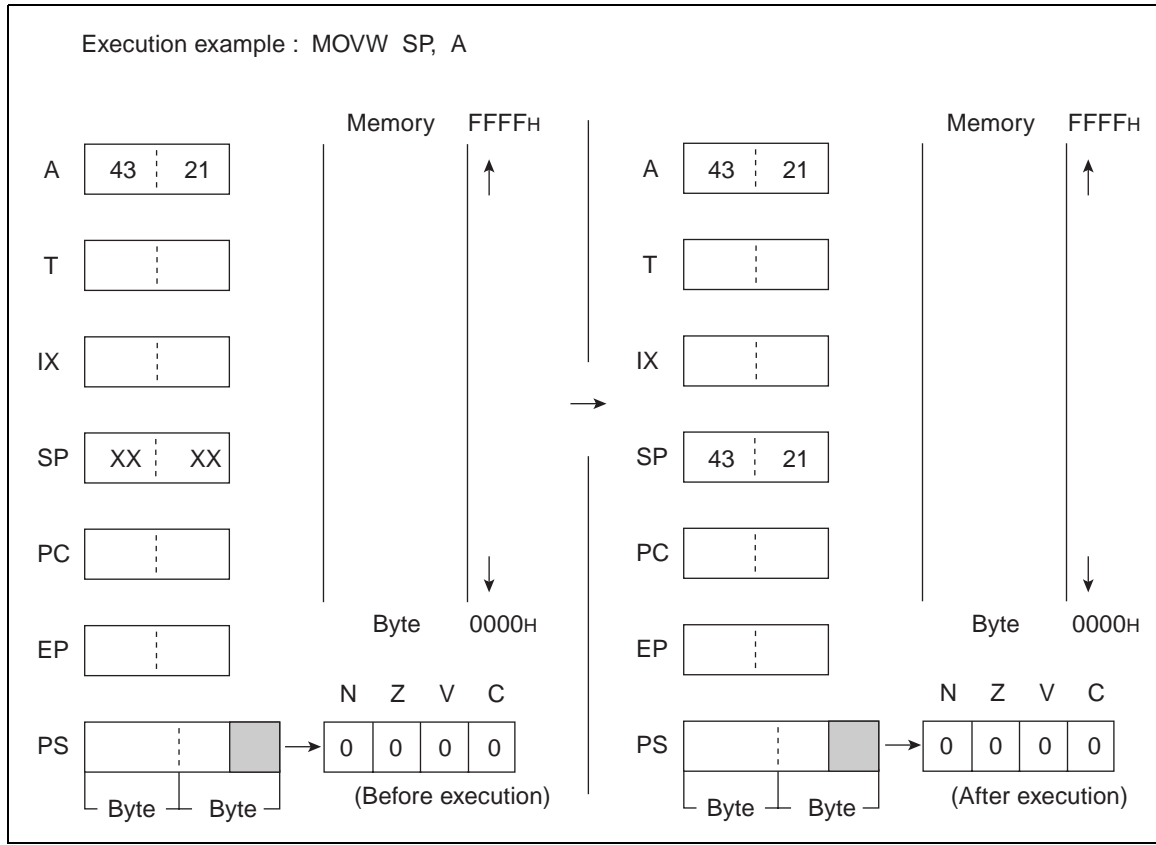 Execution example : MOVW SP, A
Memory FFFFH
A 43 21
T
IX
SP XX XX
PC
Byte 0000H
EP
N Z V C
PS 0 0 0 0
(Before execution)
Byte Byte
Memory FFFFH
A 43 21
T
IX
SP 43 21
PC
Byte 0000H
EP
N Z V C
PS 0 0 0 0
(After execution)
Byte Byte